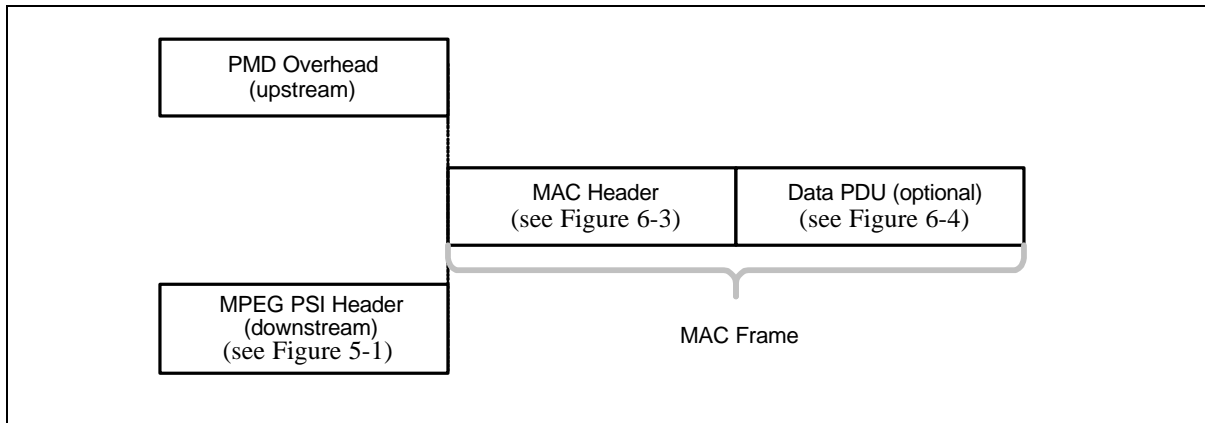 PMD Overhead
(upstream)
MAC Header
(see Figure 6-3)
Data PDU (optional)
(see Figure 6-4)
MPEG PSI Header
(downstream)
(see Figure 5-1)
MAC Frame